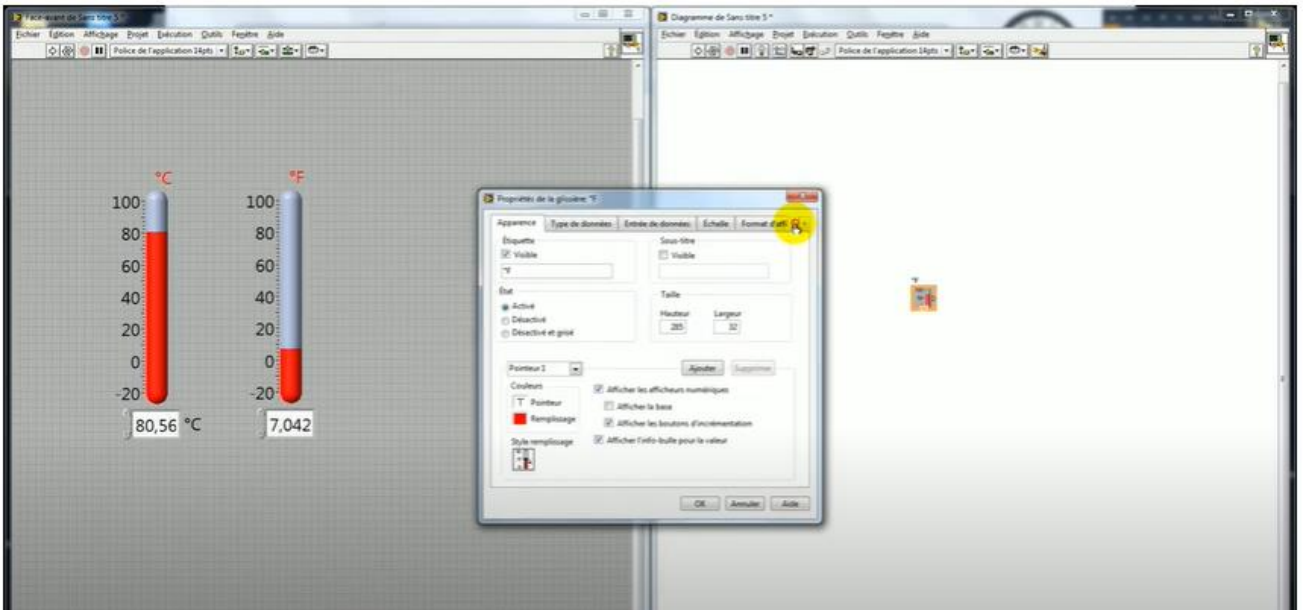 Face-avant de Sans titre 5 *
Fichier Édition Affichage Projet Exécution Outils Fenêtre Aide
Police de l'application 14pts
°C
°F
100
80
60
40
20
0
-20
80,56 °C
100
80
60
40
20
0
-20
7,042
Propriétés de la glissière: °F
Apparence Type de données Entrée de données Echelle Format d'affi
Étiquette
Visible
°F
Sous-titre
Visible
État
Activé
Désactivé
Désactivé et grisé
Taille
Hauteur Largeur
285 32
Pointeur 1
Ajouter Supprimer
Couleurs
Pointeur
Remplissage
Style remplissage
Afficher les afficheurs numériques
Afficher la base
Afficher les boutons d'incrémentation
Afficher l'info-bulle pour la valeur
OK Annuler Aide
Diagramme de Sans titre 5 *
Fichier Edition Affichage Projet Exécution Outils Fenêtre Aide
Police de l'application 14pts
°F